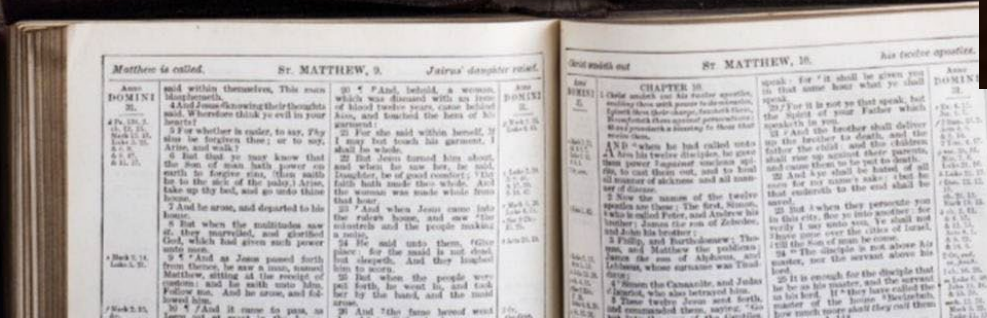 Matthew is called.
St. MATTHEW, 9.
Jairus' daughter raised.
Anno
DOMINI
31.
said within themselves, This man
blasphemeth.
4 And Jesus knowing their thoughts
said, Wherefore think ye evil in your
hearts?
5 For whether is easier, to say, Thy
sins be forgiven thee; or to say,
Arise, and walk?
6 But that ye may know that the
Son of man hath power on
earth to forgive sins, (then saith
he to the sick of the palsy,) Arise,
take up thy bed, and go unto thine
house.
7 And he arose, and departed to his
house.
8 But when the multitudes saw
it, they marvelled, and glorified
God, which had given such power
unto men.
9 ¶ And as Jesus passed forth
from thence, he saw a man, named
Matthew, sitting at the receipt of
custom: and he saith unto him,
Follow me. And he arose, and fol-
lowed him.
10 ¶ And it came to pass, as
20 ¶ And, behold, a woman,
which was diseased with an issue
of blood twelve years, came behind
him, and touched the hem of his
garment:
21 For she said within herself, If
I may but touch his garment, I
shall be whole.
22 But Jesus turned him about,
and when he saw her, he said,
Daughter, be of good comfort; thy
faith hath made thee whole. And
the woman was made whole from
that hour.
23 And when Jesus came into
the ruler's house, and saw the
minstrels and the people making
a noise,
24 He said unto them, Give
place: for the maid is not dead,
but sleepeth. And they laughed
him to scorn.
25 But when the people were
put forth, he went in, and took
her by the hand, and the maid
arose.
26 And the fame hereof went
Anno
DOMINI
31.
St. MATTHEW, 10.
his twelve apostles.
Anno
DOMINI
31.
CHAPTER 10.
AND when he had called unto
him his twelve disciples, he gave
them power against unclean spi-
rits, to cast them out, and to heal
all manner of sickness and all man-
ner of disease.
2 Now the names of the twelve
apostles are these; The first, Simon,
who is called Peter, and Andrew his
brother; James the son of Zebedee,
and John his brother;
3 Philip, and Bartholomew; Tho-
mas, and Matthew the publican;
James the son of Alphæus, and
Lebbæus, whose surname was Thad-
dæus;
4 Simon the Canaanite, and Judas
Iscariot, who also betrayed him.
5 These twelve Jesus sent forth,
and commanded them, saying,
speak: for it shall be given you
in that same hour what ye shall
speak.
20 For it is not ye that speak, but
the Spirit of your Father which
speaketh in you.
21 And the brother shall deliver
up the brother to death, and the
father the child: and the children
shall rise up against their parents,
and cause them to be put to death.
22 And ye shall be hated of all
men for my name's sake: but he
that endureth to the end shall be
saved.
23 But when they persecute you
in this city, flee ye into another: for
verily I say unto you, Ye shall not
have gone over the cities of Israel,
till the Son of man be come.
24 The disciple is not above his
master, nor the servant above his
lord.
25 It is enough for the disciple that
he be as his master, and the servant
as his lord. If they have called the
master of the house Beelzebub,
how much more shall they call them
Anno
DOMINI
31.